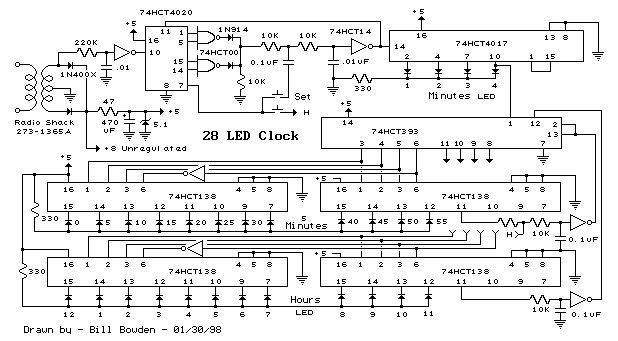 74HCT4020
+5
220K
16
10
11
1
5
15
14
8
7
1N914
74HCT00
10K
10K
74HCT14
+5
16
14
74HCT4017
13 8
2 4 7 10 1 15
1N400X
.01
10K
0.1uF
.01uF
330
1 2 3 4
Minutes LED
Set
H
47
470
uF
5.1
+5
+8 Unregulated
Radio Shack
273-1365A
28 LED Clock
+5
14
74HCT393
1 12 2
13
3 4 5 6 11 10 9 8 7
+5
16 1 2 3 6 4 5 8
74HCT138
15 14 13 12 11 10 9 7
330
0 5 10 15 20 25 30
5
Minutes
+5
16 1 2 3 6 4 5 8
74HCT138
15 14 13 12 11 10 9 7
35 40 45 50 55
H
10K
0.1uF
16 1 2 3 6 4 5 8
74HCT138
15 14 13 12 11 10 9 7
330
12 1 2 3 4 5 6 7
Hours
LED
+5
16 1 2 3 6 4 5 8
74HCT138
15 14 13 12 11 10 9 7
8 9 10 11
10K
0.1uF
Drawn by - Bill Bowden - 01/30/98